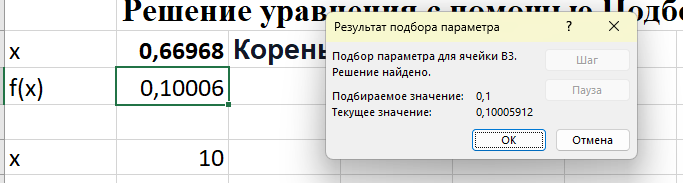 Решение уравнения с помощью Подбо
x 0,66968 Корень
f(x) 0,10006
x 10
Результат подбора параметра
Подбор параметра для ячейки B3.
Решение найдено.
Подбираемое значение: 0,1
Текущее значение: 0,10005912
Шаг
Пауза
ОК
Отмена